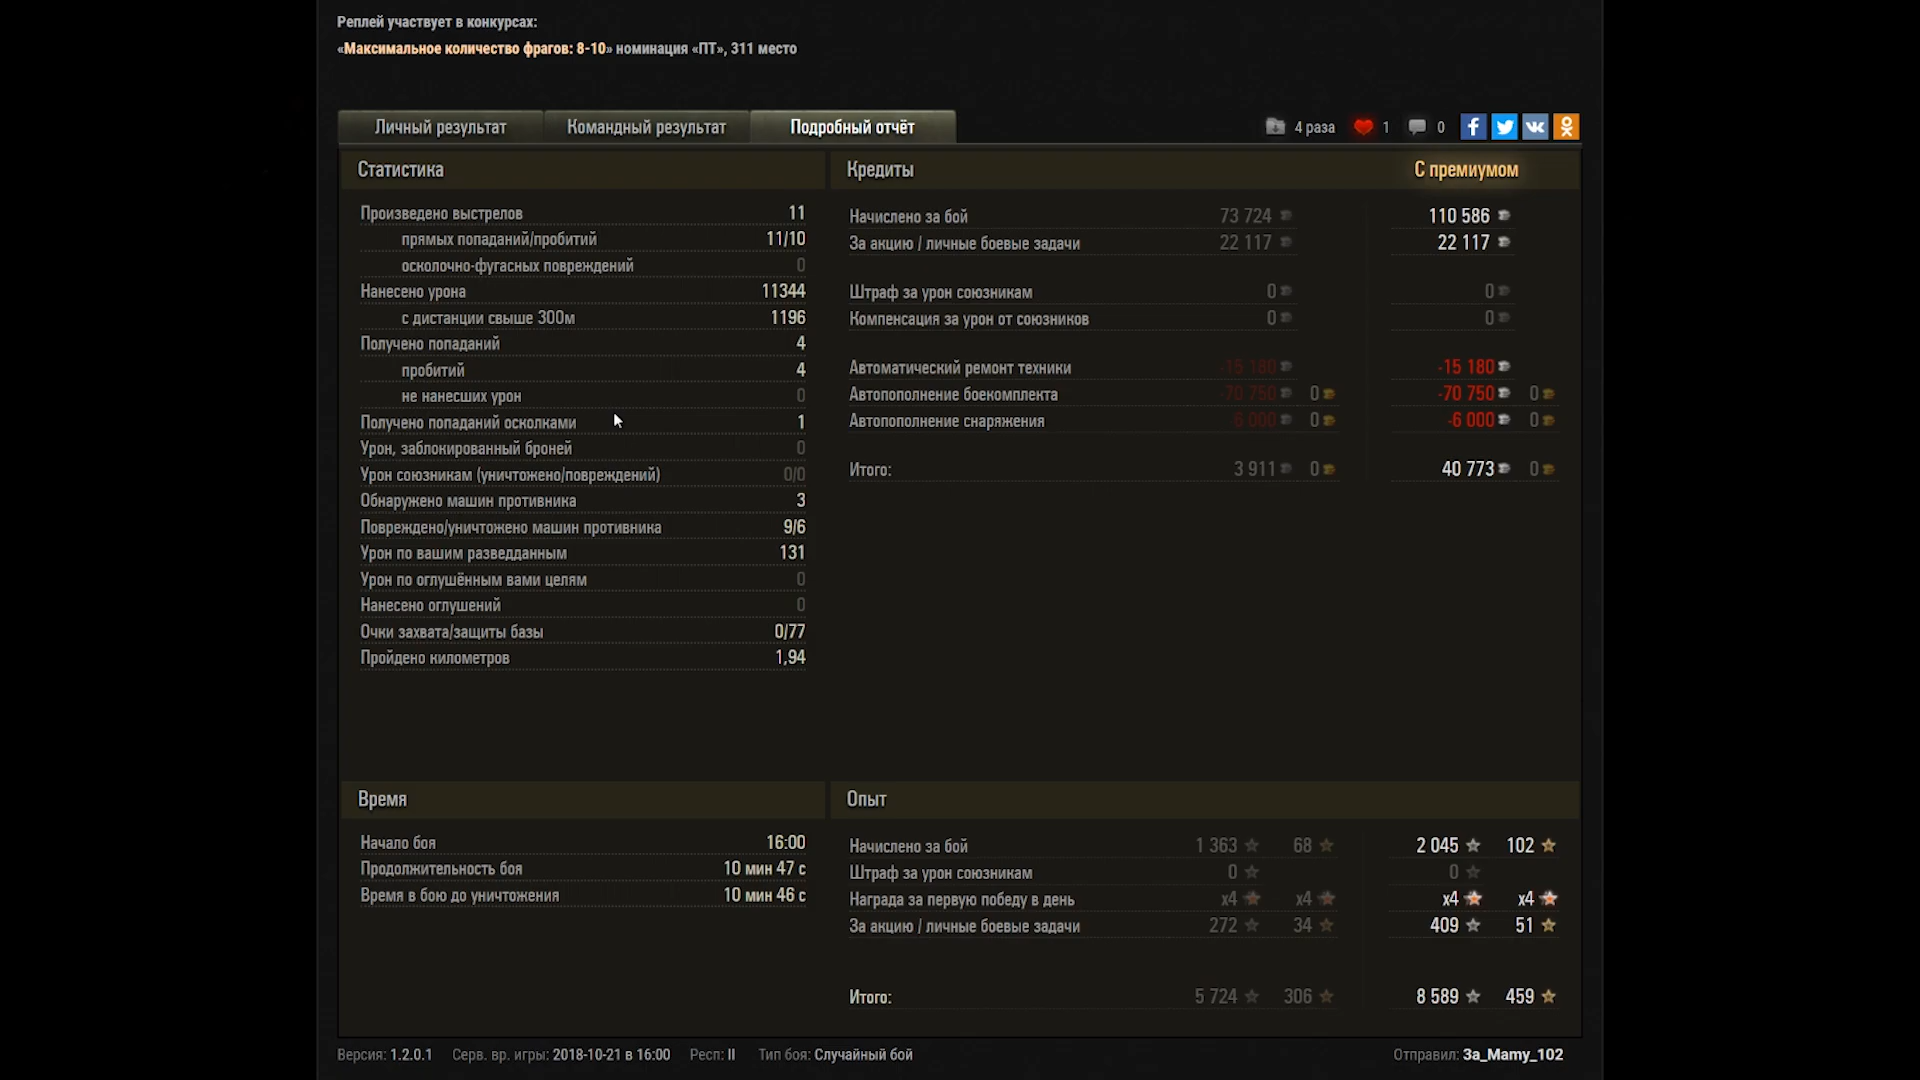 Реплей участвует в конкурсах:
«Максимальное количество фрагов: 8-10» номинация «ПТ», 311 место
Личный результат
Командный результат
Подробный отчёт
4 раза
1
0
Статистика
Произведено выстрелов 11
прямых попаданий/пробитий 11/10
осколочно-фугасных повреждений 0
Нанесено урона 11344
с дистанции свыше 300м 1196
Получено попаданий 4
пробитий 4
не нанесших урон 0
Получено попаданий осколками 1
Урон, заблокированный броней 0
Урон союзникам (уничтожено/повреждений) 0/0
Обнаружено машин противника 3
Повреждено/уничтожено машин противника 9/6
Урон по вашим разведданным 131
Урон по оглушённым вами целям 0
Нанесено оглушений 0
Очки захвата/защиты базы 0/77
Пройдено километров 1,94
Кредиты С премиумом
Начислено за бой 73 724 110 586
За акцию / личные боевые задачи 22 117 22 117
Штраф за урон союзникам 0 0
Компенсация за урон от союзников 0 0
Автоматический ремонт техники -15 180 -15 180
Автопополнение боекомплекта -70 750 0 -70 750 0
Автопополнение снаряжения -6 000 0 -6 000 0
Итого: 3 911 0 40 773 0
Время
Начало боя 16:00
Продолжительность боя 10 мин 47 с
Время в бою до уничтожения 10 мин 46 с
Опыт
Начислено за бой 1 363 68 2 045 102
Штраф за урон союзникам 0 0
Награда за первую победу в день x4 x4 x4 x4
За акцию / личные боевые задачи 272 34 409 51
Итого: 5 724 306 8 589 459
Версия: 1.2.0.1 Серв. вр. игры: 2018-10-21 в 16:00 Респ: II Тип боя: Случайный бой
Отправил: 3a_Mamy_102